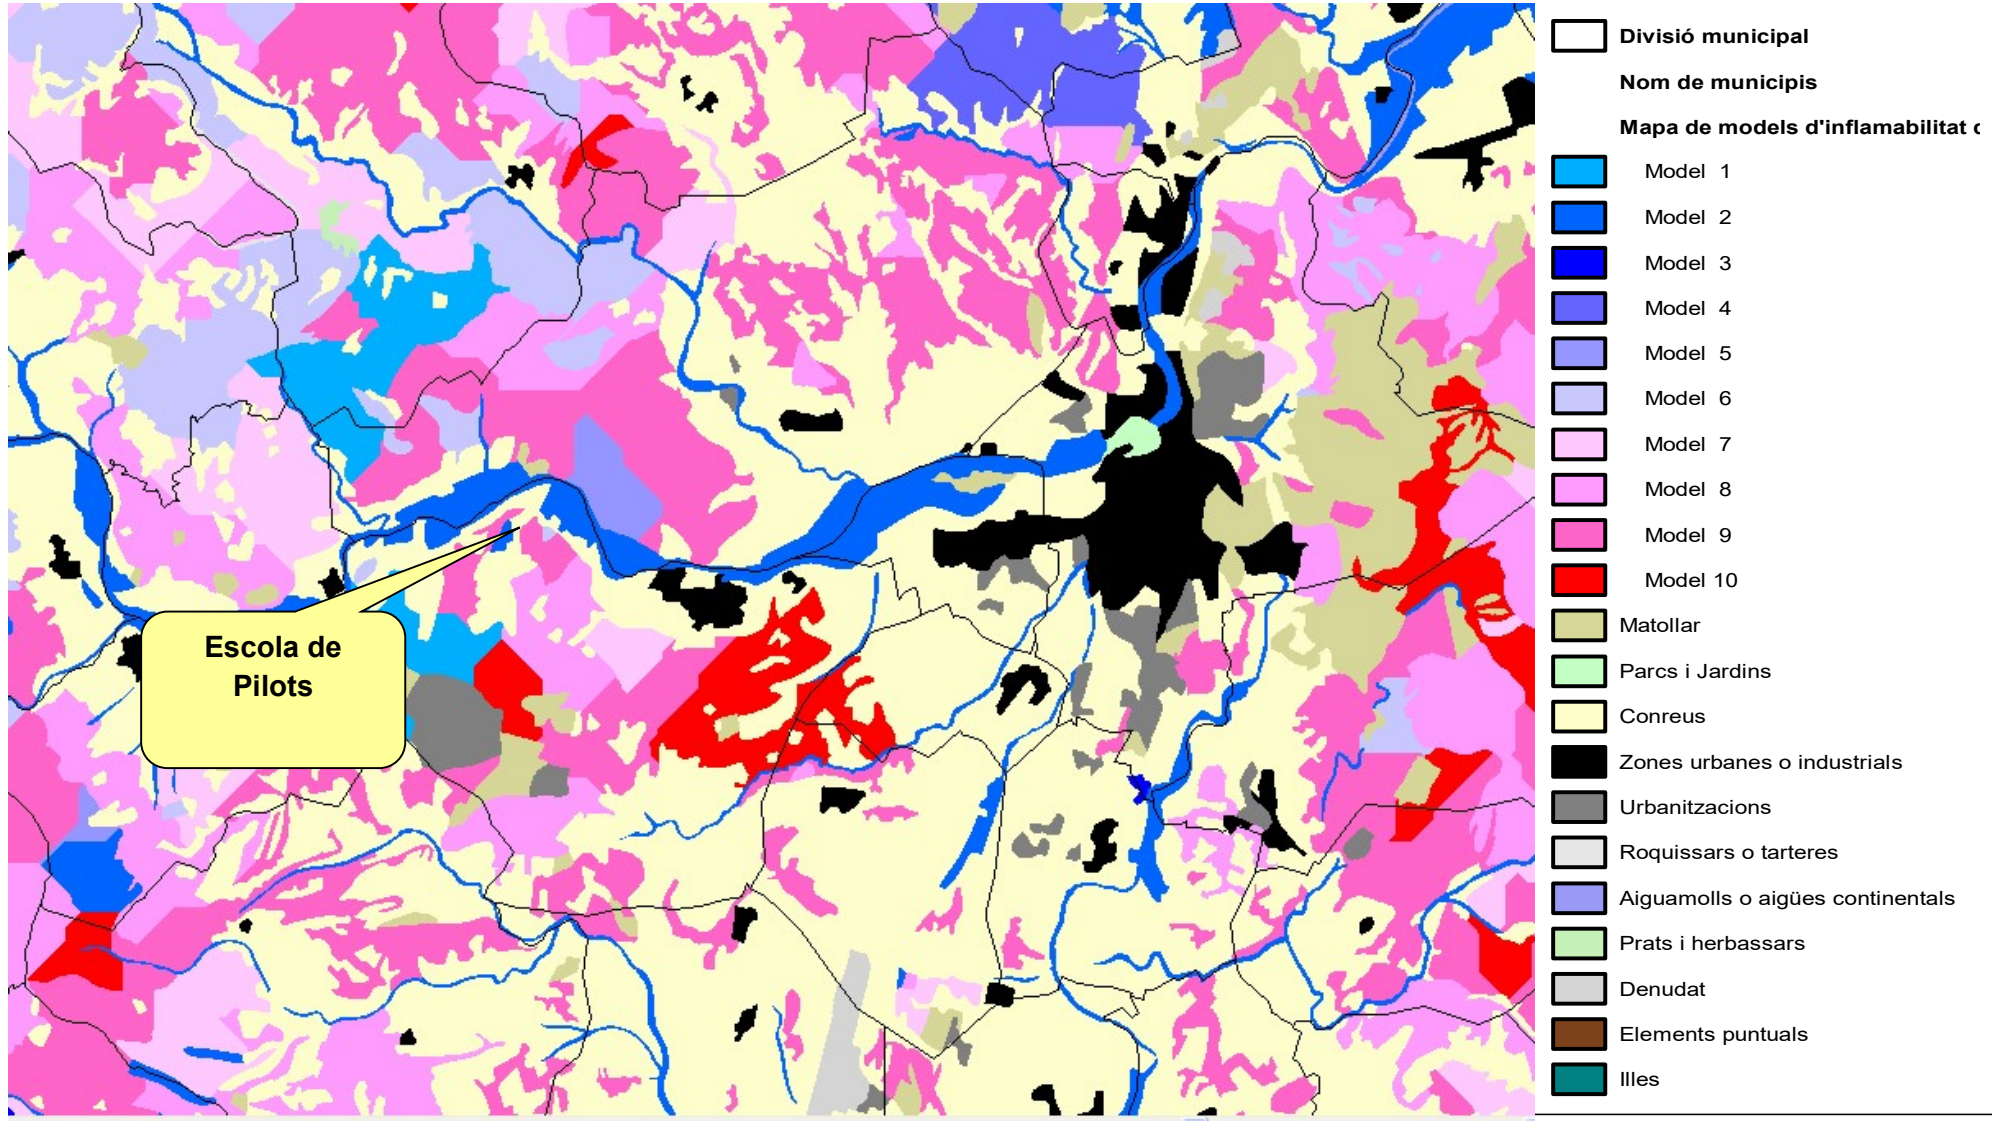 Divisió municipal
Nom de municipis
Mapa de models d'inflamabilitat
Model 1
Model 2
Model 3
Model 4
Model 5
Model 6
Model 7
Model 8
Model 9
Model 10
Matollar
Parcs i Jardins
Conreus
Zones urbanes o industrials
Urbanitzacions
Roquissars o tarteres
Aiguamolls o aigües continentals
Prats i herbassars
Denudat
Elements puntuals
Illes
Escola de
Pilots